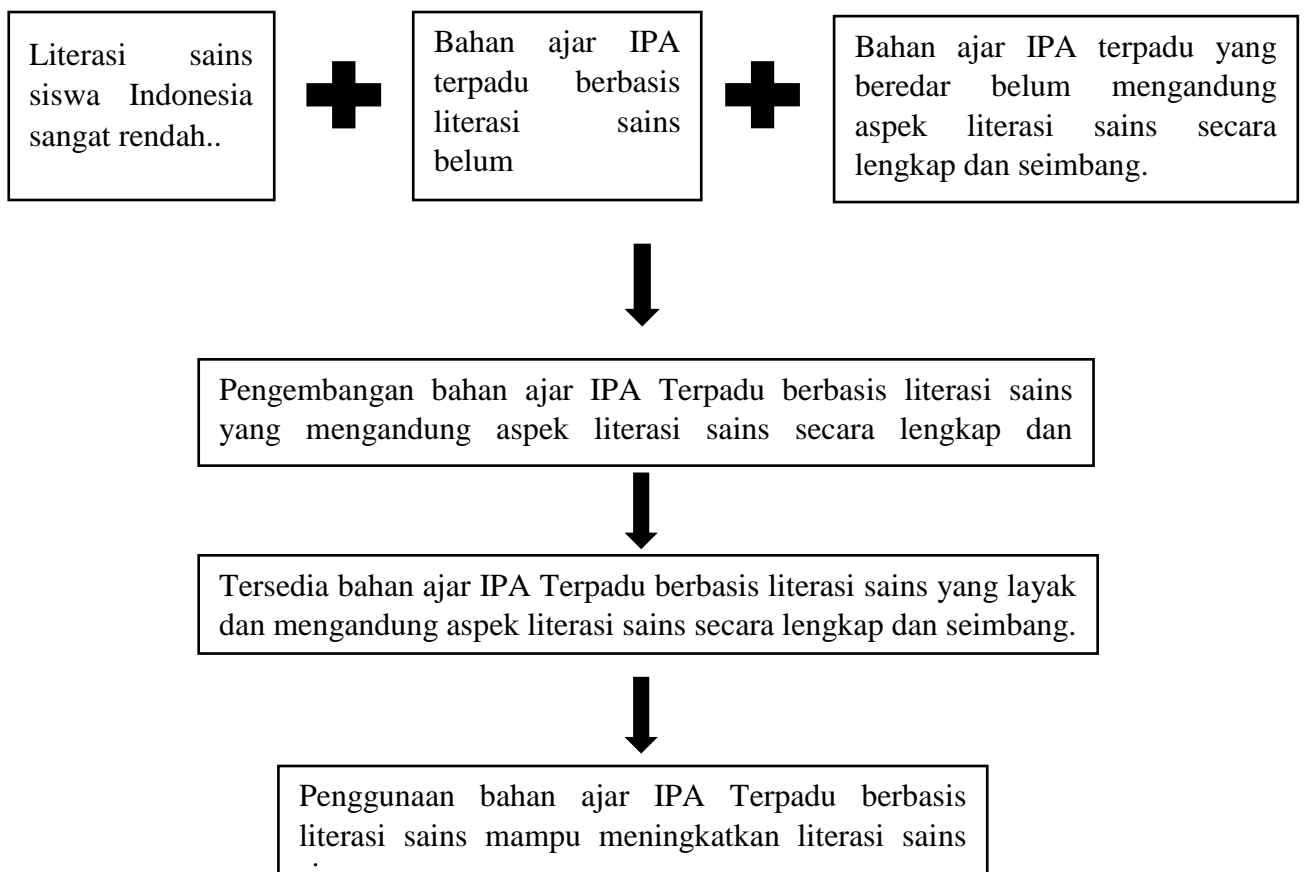 Literasi sains
siswa Indonesia
sangat rendah..
Bahan ajar IPA
terpadu berbasis
literasi sains
belum
Bahan ajar IPA terpadu yang
beredar belum mengandung
aspek literasi sains secara
lengkap dan seimbang.
Pengembangan bahan ajar IPA Terpadu berbasis literasi sains
yang mengandung aspek literasi sains secara lengkap dan
Tersedia bahan ajar IPA Terpadu berbasis literasi sains yang layak
dan mengandung aspek literasi sains secara lengkap dan seimbang.
Penggunaan bahan ajar IPA Terpadu berbasis
literasi sains mampu meningkatkan literasi sains